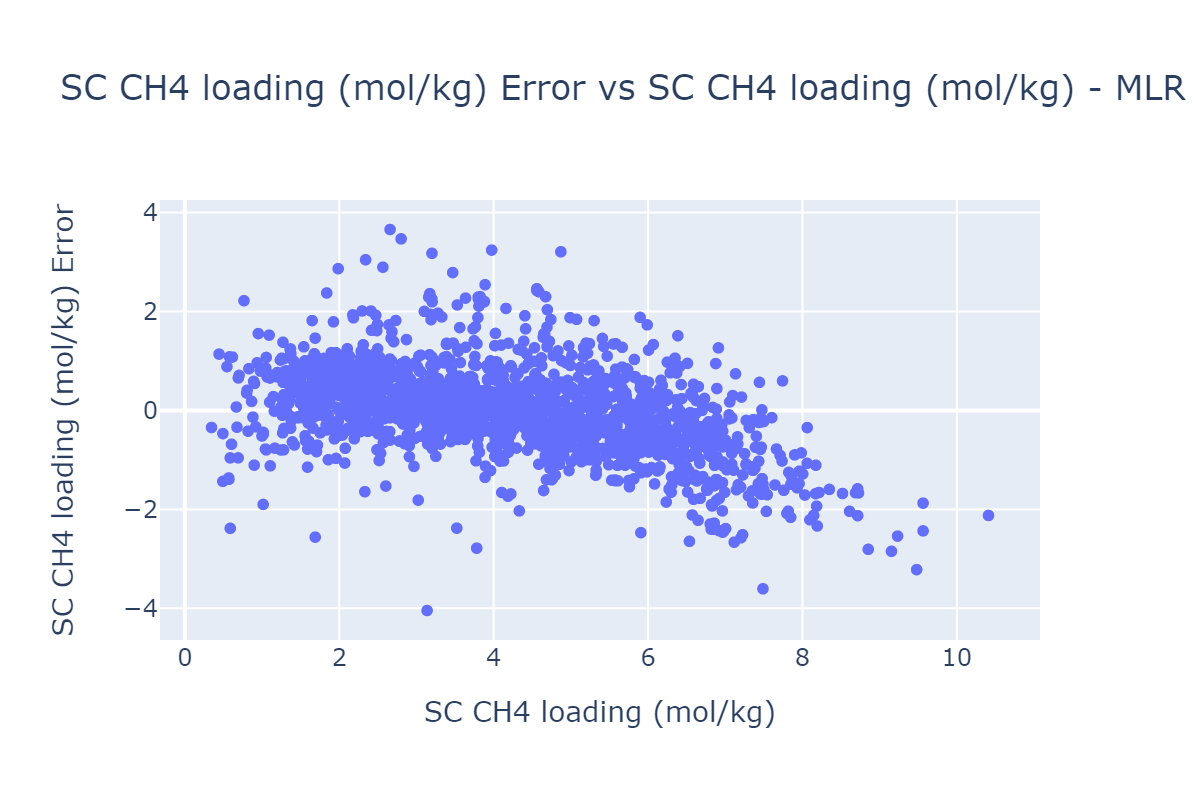 SC CH4 loading (mol/kg) Error vs SC CH4 loading (mol/kg) - MLR
SC CH4 loading (mol/kg) Error
4
2
0
−2
−4
0 2 4 6 8 10
SC CH4 loading (mol/kg)